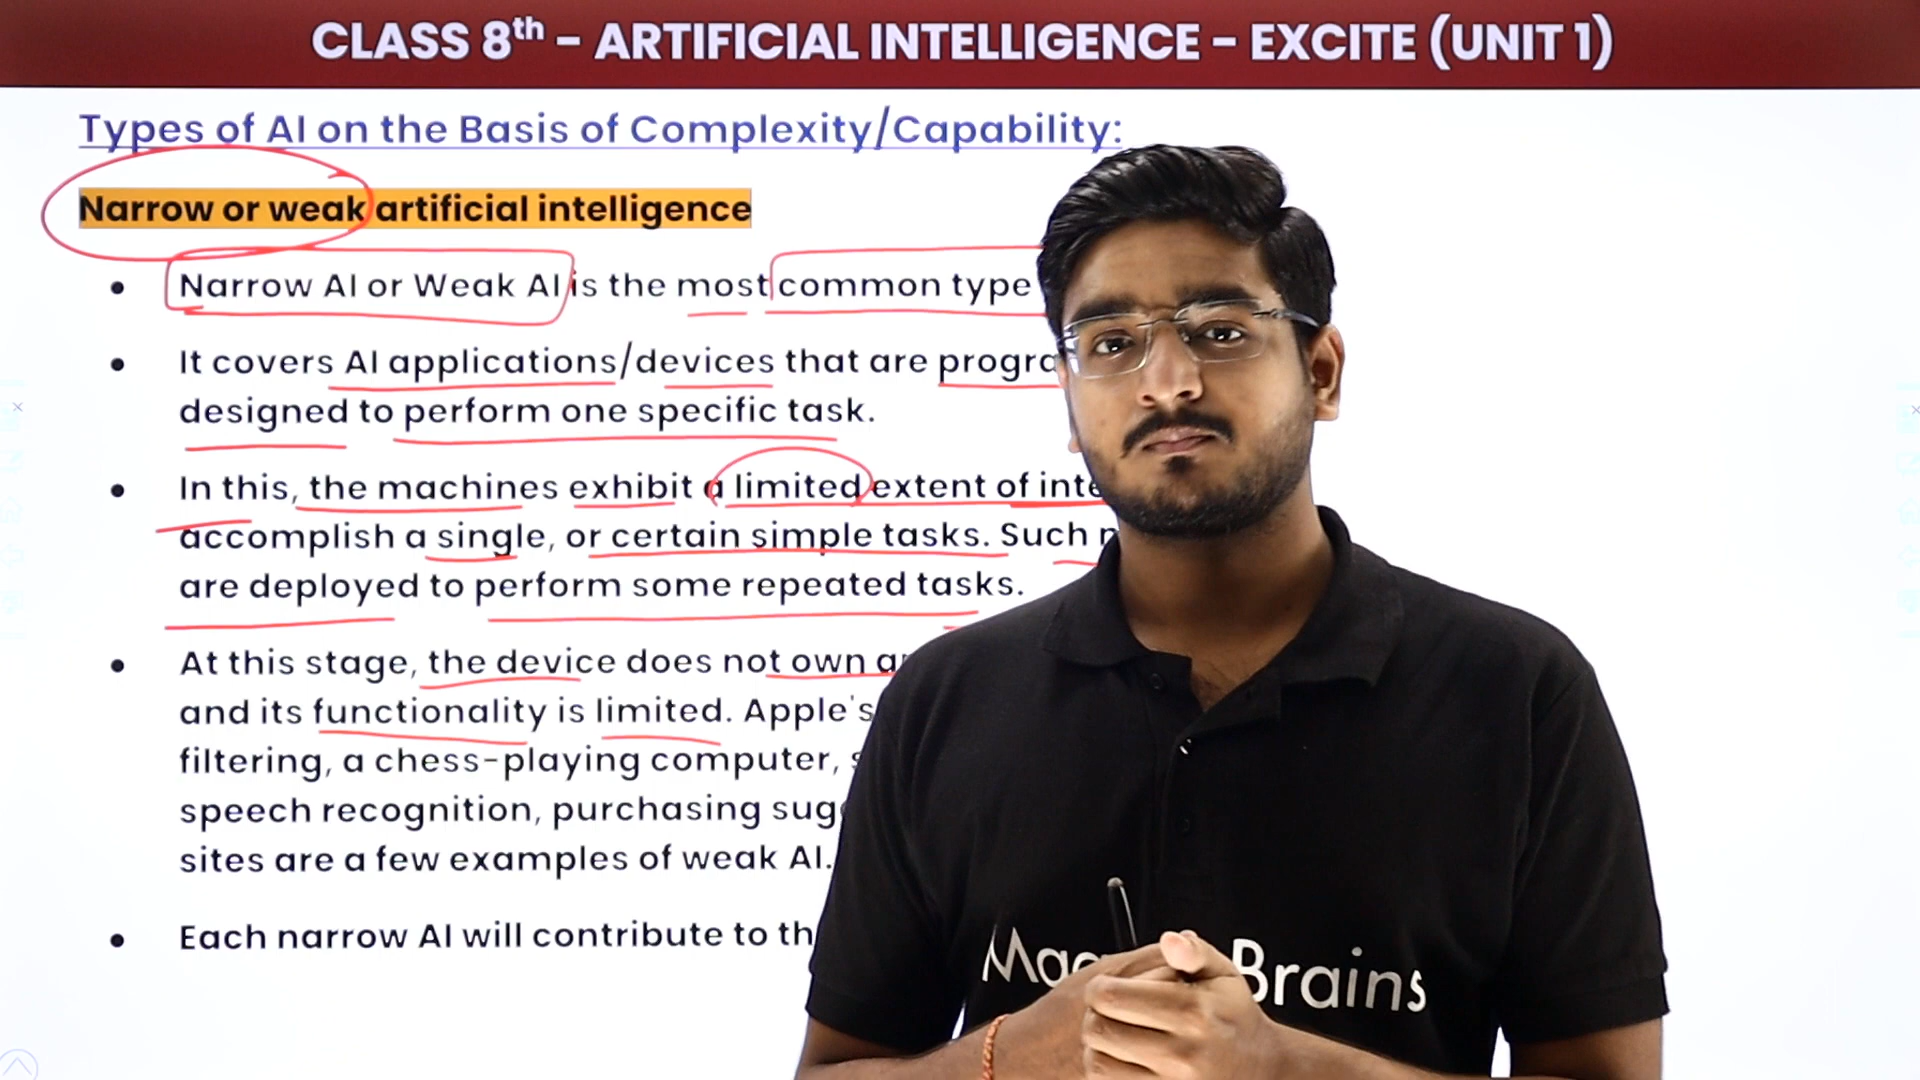 CLASS 8th - ARTIFICIAL INTELLIGENCE - EXCITE (UNIT 1)
Types of AI on the Basis of Complexity/Capability:
Narrow or weak artificial intelligence
• Narrow AI or Weak AI is the most common type
• It covers AI applications/devices that are progra
designed to perform one specific task.
• In this, the machines exhibit a limited extent of inte
accomplish a single, or certain simple tasks. Such
are deployed to perform some repeated tasks.
• At this stage, the device does not own
and its functionality is limited. Apple's
filtering, a chess-playing computer,
speech recognition, purchasing sug
sites are a few examples of weak AI.
• Each narrow AI will contribute to th
Mag Brains